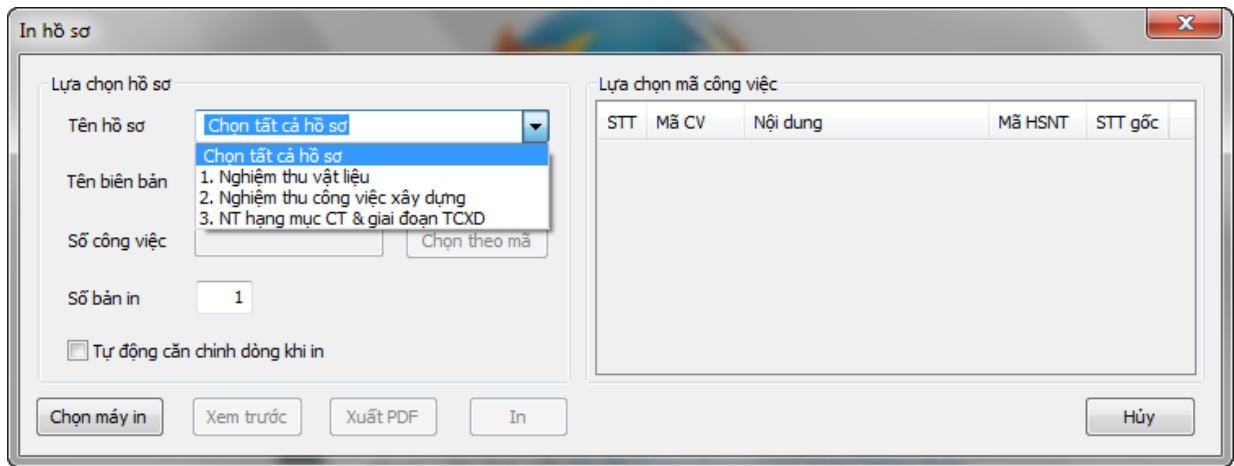 In hồ sơ
Lựa chọn hồ sơ
Tên hồ sơ
Chọn tất cả hồ sơ
Chọn tất cả hồ sơ
1. Nghiệm thu vật liệu
2. Nghiệm thu công việc xây dựng
3. NT hạng mục CT & giai đoạn TCXD
Tên biên bản
Số công việc
Chọn theo mã
Số bản in
1
Tự động căn chỉnh dòng khi in
Lựa chọn mã công việc
STT Mã CV Nội dung Mã HSNT STT gốc
Chọn máy in Xem trước Xuất PDF In Hủy